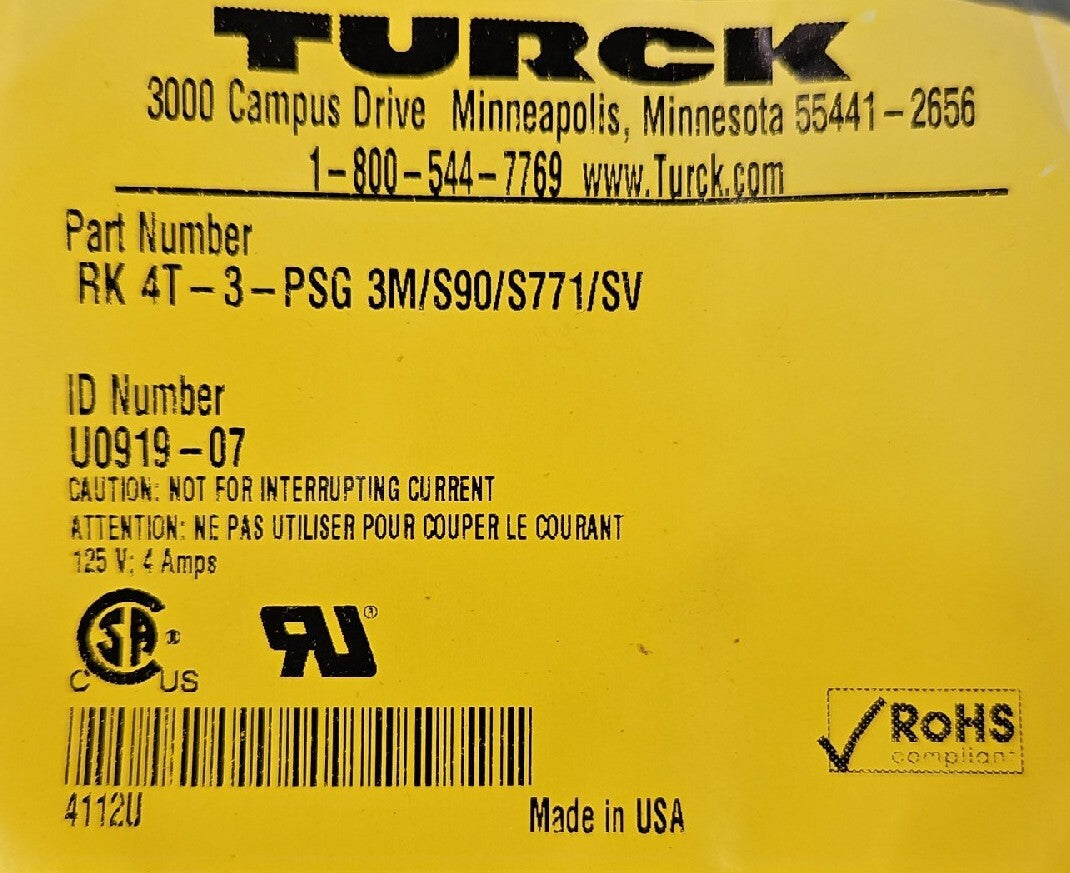 TURCK
3000 Campus Drive Minneapolis, Minnesota 55441-2656
1-800-544-7769 www.Turck.com
Part Number
RK 4T-3-PSG 3M/S90/S771/SV
ID Number
U0919-07
CAUTION: NOT FOR INTERRUPTING CURRENT
ATTENTION: NE PAS UTILISER POUR COUPER LE COURANT
125 V; 4 Amps
SA ®
C US
RU ®
RoHS
compliant
4112U
Made in USA